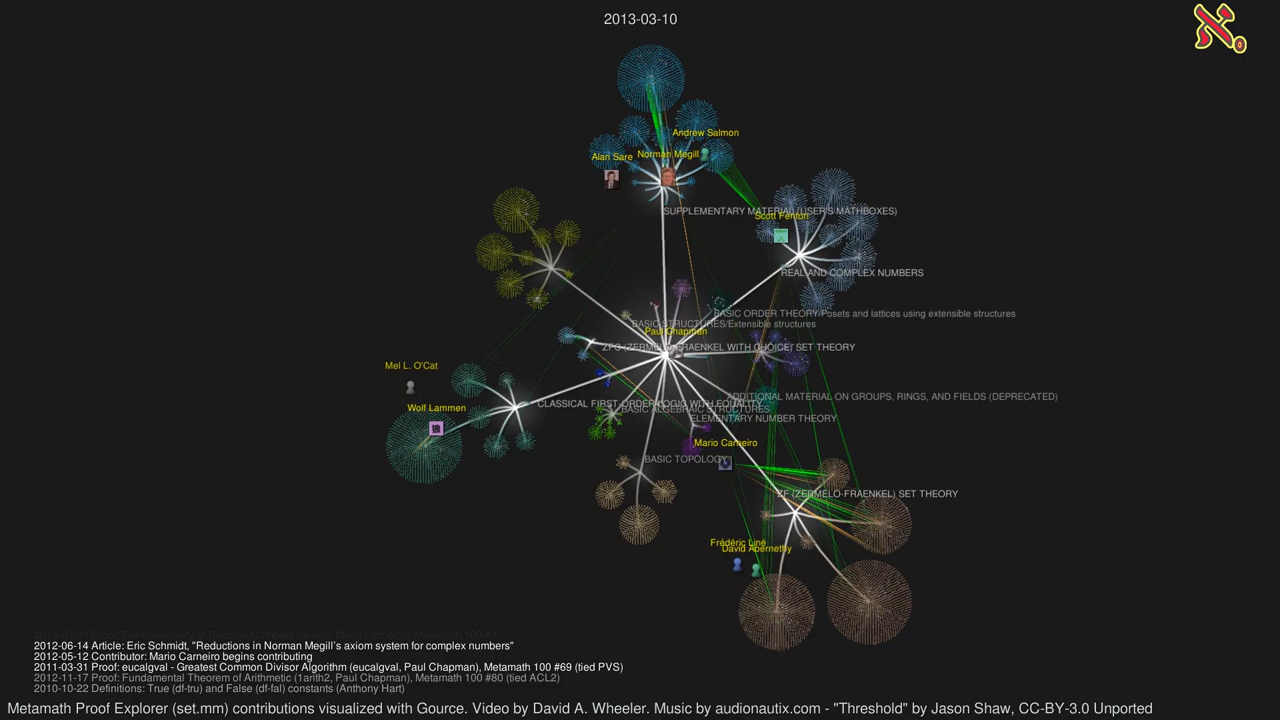 2013-03-10
Andrew Salmon
Alan Sare
Norman Megill
SUPPLEMENTARY MATERIAL (USER'S MATHBOXES)
Scott Fenton
REAL AND COMPLEX NUMBERS
BASIC ORDER THEORY/Posets and lattices using extensible structures
BASIC STRUCTURES/Extensible structures
Paul Chapman
ZFC (ZERMELO-FRAENKEL WITH CHOICE) SET THEORY
Mel L. O'Cat
ADDITIONAL MATERIAL ON GROUPS, RINGS, AND FIELDS (DEPRECATED)
Wolf Lammen
CLASSICAL FIRST-ORDER LOGIC WITH EQUALITY
BASIC ALGEBRAIC STRUCTURES
ELEMENTARY NUMBER THEORY
Mario Carneiro
BASIC TOPOLOGY
ZF (ZERMELO-FRAENKEL) SET THEORY
Frédéric Liné
David Abernethy
2012-06-14 Article: Eric Schmidt, "Reductions in Norman Megill's axiom system for complex numbers"
2012-05-12 Contributor: Mario Carneiro begins contributing
2011-03-31 Proof: eucalgval - Greatest Common Divisor Algorithm (eucalgval, Paul Chapman), Metamath 100 #69 (tied PVS)
2012-11-17 Proof: Fundamental Theorem of Arithmetic (1arith2, Paul Chapman), Metamath 100 #80 (tied ACL2)
2010-10-22 Definitions: True (df-tru) and False (df-fal) constants (Anthony Hart)
Metamath Proof Explorer (set.mm) contributions visualized with Gource. Video by David A. Wheeler. Music by audionautix.com - "Threshold" by Jason Shaw, CC-BY-3.0 Unported